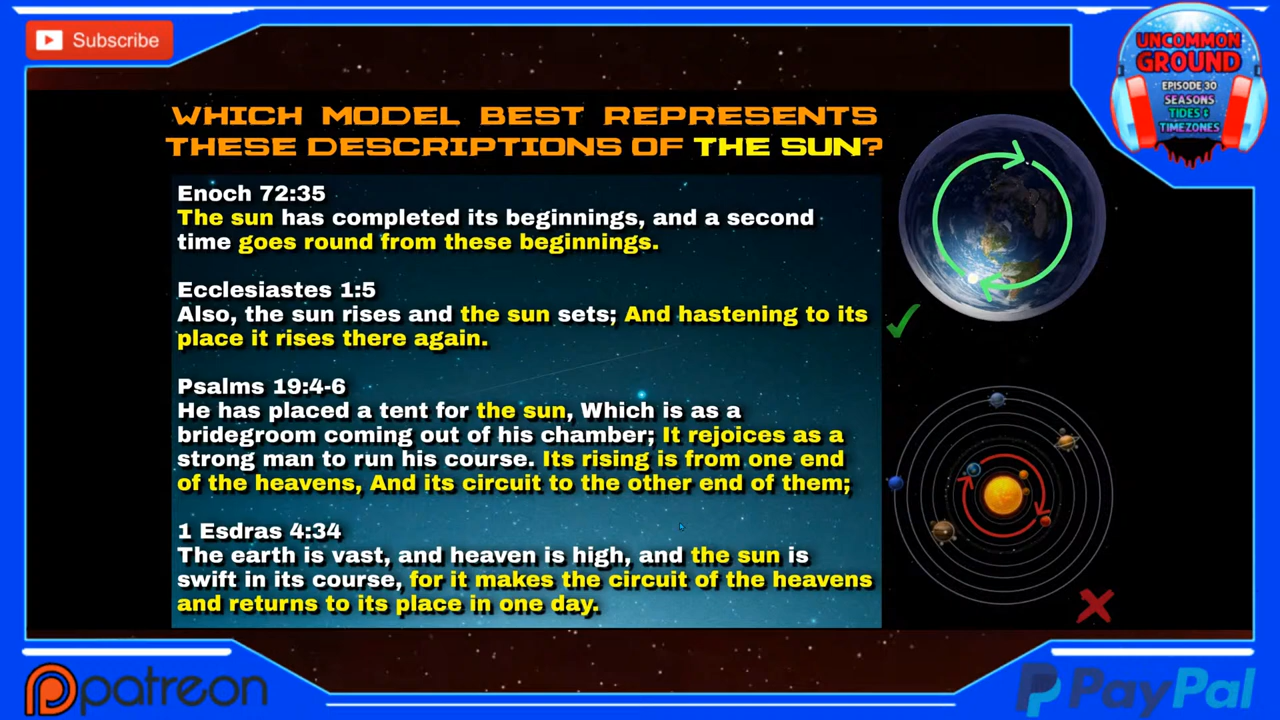 Subscribe
UNCOMMON
GROUND
EPISODE 30
SEASONS
TIDES &
TIMEZONES
WHICH MODEL BEST REPRESENTS
THESE DESCRIPTIONS OF THE SUN?
Enoch 72:35
The sun has completed its beginnings, and a second
time goes round from these beginnings.
Ecclesiastes 1:5
Also, the sun rises and the sun sets; And hastening to its
place it rises there again.
Psalms 19:4-6
He has placed a tent for the sun, Which is as a
bridegroom coming out of his chamber; It rejoices as a
strong man to run his course. Its rising is from one end
of the heavens, And its circuit to the other end of them;
1 Esdras 4:34
The earth is vast, and heaven is high, and the sun is
swift in its course, for it makes the circuit of the heavens
and returns to its place in one day.
patreon
PayPal